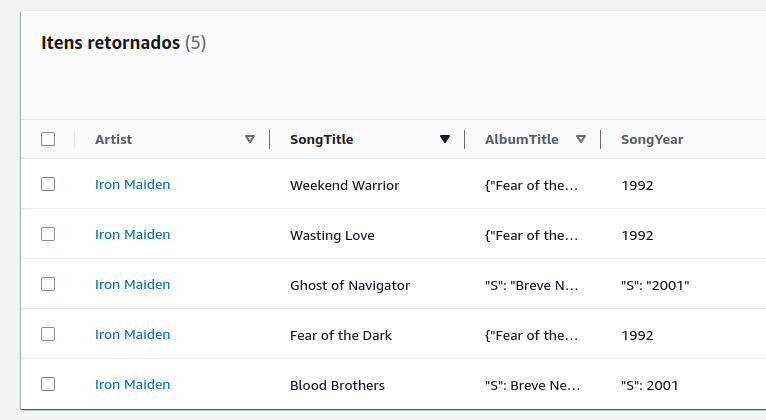 Itens retornados (5)
Artist SongTitle AlbumTitle SongYear
Iron Maiden Weekend Warrior {"Fear of the... 1992
Iron Maiden Wasting Love {"Fear of the... 1992
Iron Maiden Ghost of Navigator "S": "Breve N... "S": "2001"
Iron Maiden Fear of the Dark {"Fear of the... 1992
Iron Maiden Blood Brothers "S": Breve Ne... "S": 2001